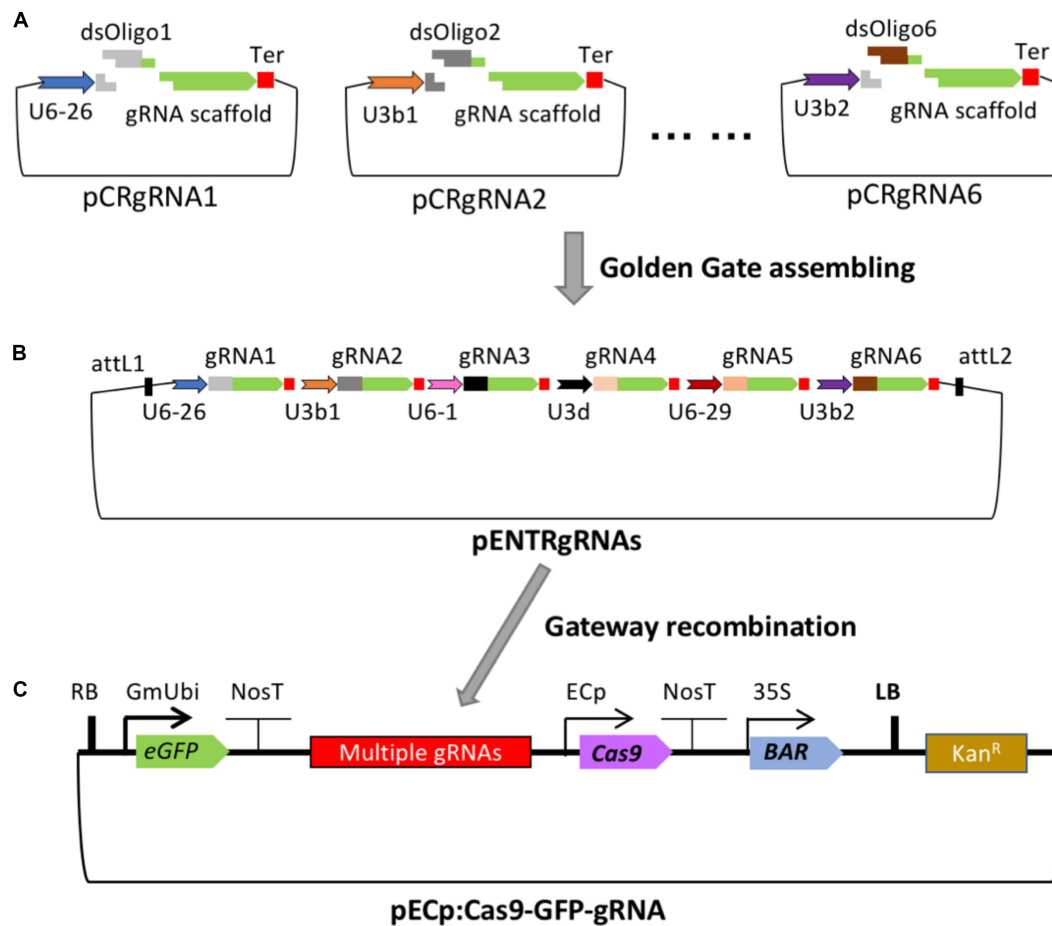 A
dsOligo1
Ter
U6-26
gRNA scaffold
pCRgRNA1
dsOligo2
Ter
U3b1
gRNA scaffold
pCRgRNA2
... ...
dsOligo6
Ter
U3b2
gRNA scaffold
pCRgRNA6
Golden Gate assembling
B
attL1
gRNA1
gRNA2
gRNA3
gRNA4
gRNA5
gRNA6
attL2
U6-26
U3b1
U6-1
U3d
U6-29
U3b2
pENTRgRNAs
Gateway recombination
C
RB
GmUbi
NosT
ECp
NosT
35S
LB
eGFP
Multiple gRNAs
Cas9
BAR
Kanᴿ
pECp:Cas9-GFP-gRNA